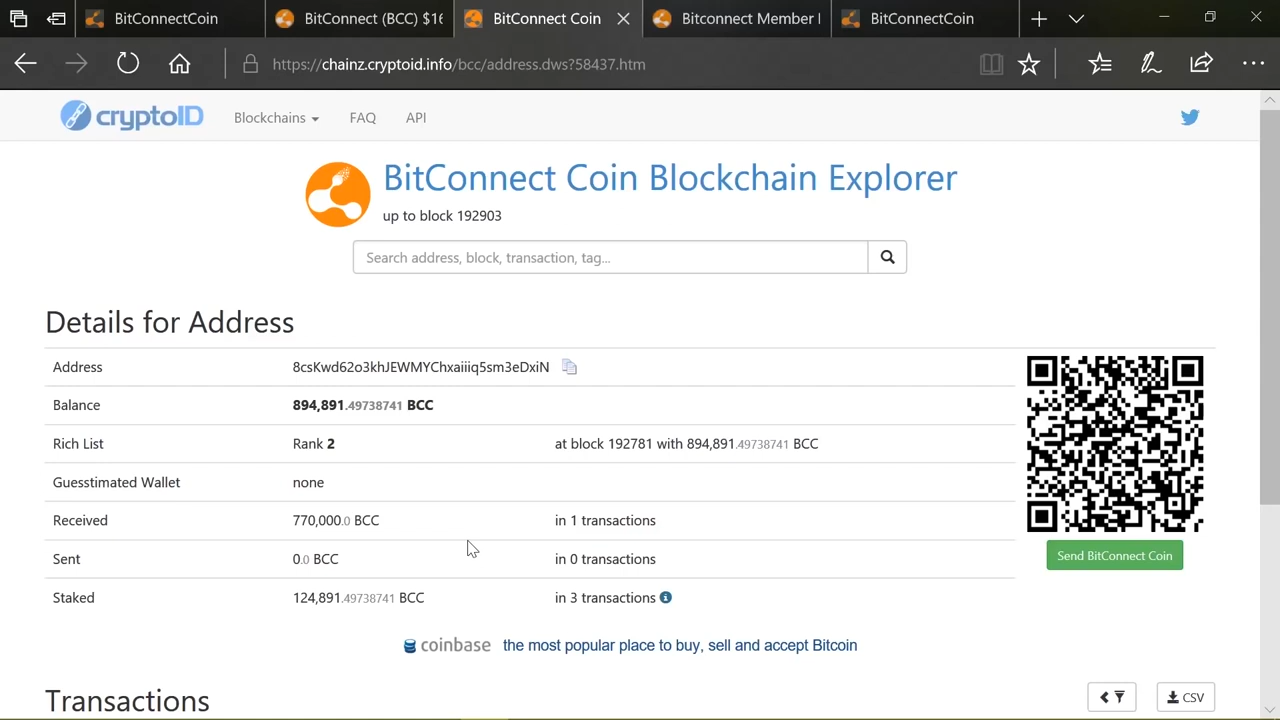 BitConnectCoin
BitConnect (BCC) $16
BitConnect Coin
Bitconnect Member
BitConnectCoin
https://chainz.cryptoid.info/bcc/address.dws?58437.htm
cryptoID Blockchains FAQ API
BitConnect Coin Blockchain Explorer
up to block 192903
Search address, block, transaction, tag...
Details for Address
Address 8csKwd62o3khJEWMYChxaiiiq5sm3eDxiN
Balance 894,891.49738741 BCC
Rich List Rank 2 at block 192781 with 894,891.49738741 BCC
Guesstimated Wallet none
Received 770,000.0 BCC in 1 transactions
Sent 0.0 BCC in 0 transactions
Send BitConnect Coin
Staked 124,891.49738741 BCC in 3 transactions
coinbase the most popular place to buy, sell and accept Bitcoin
Transactions
CSV